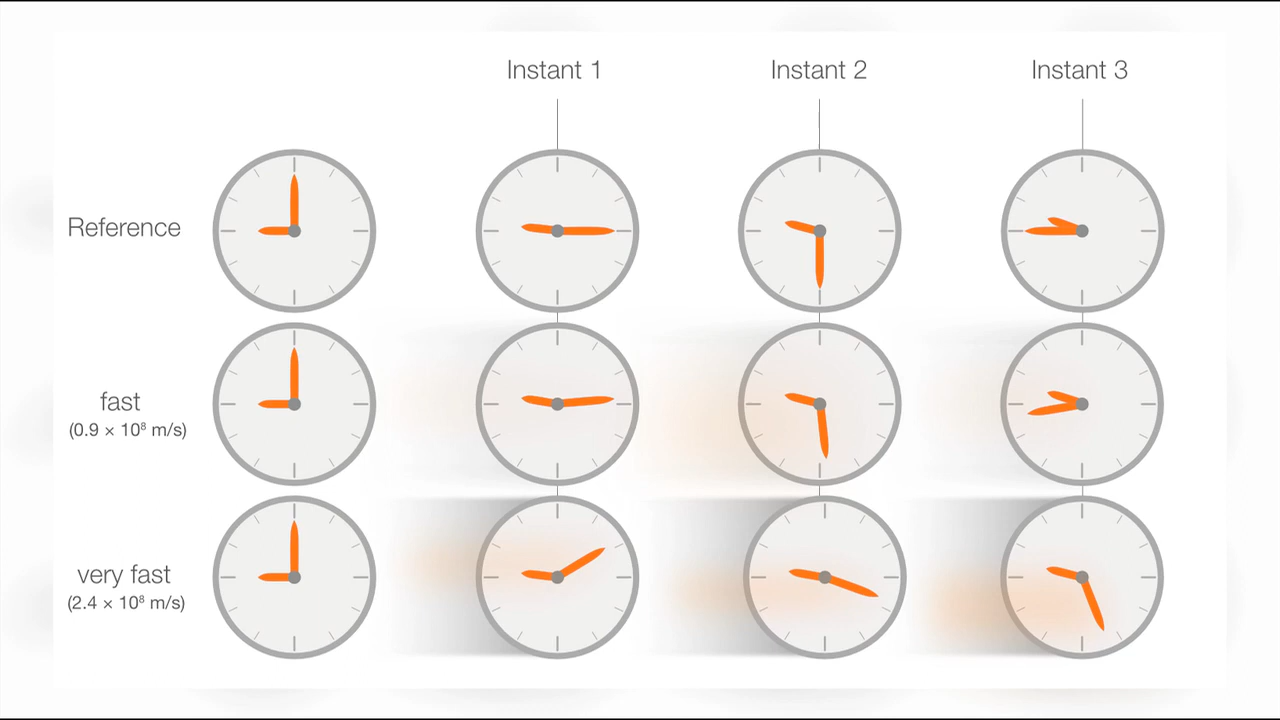 Instant 1
Instant 2
Instant 3
Reference
fast
(0.9 × 10⁸ m/s)
very fast
(2.4 × 10⁸ m/s)